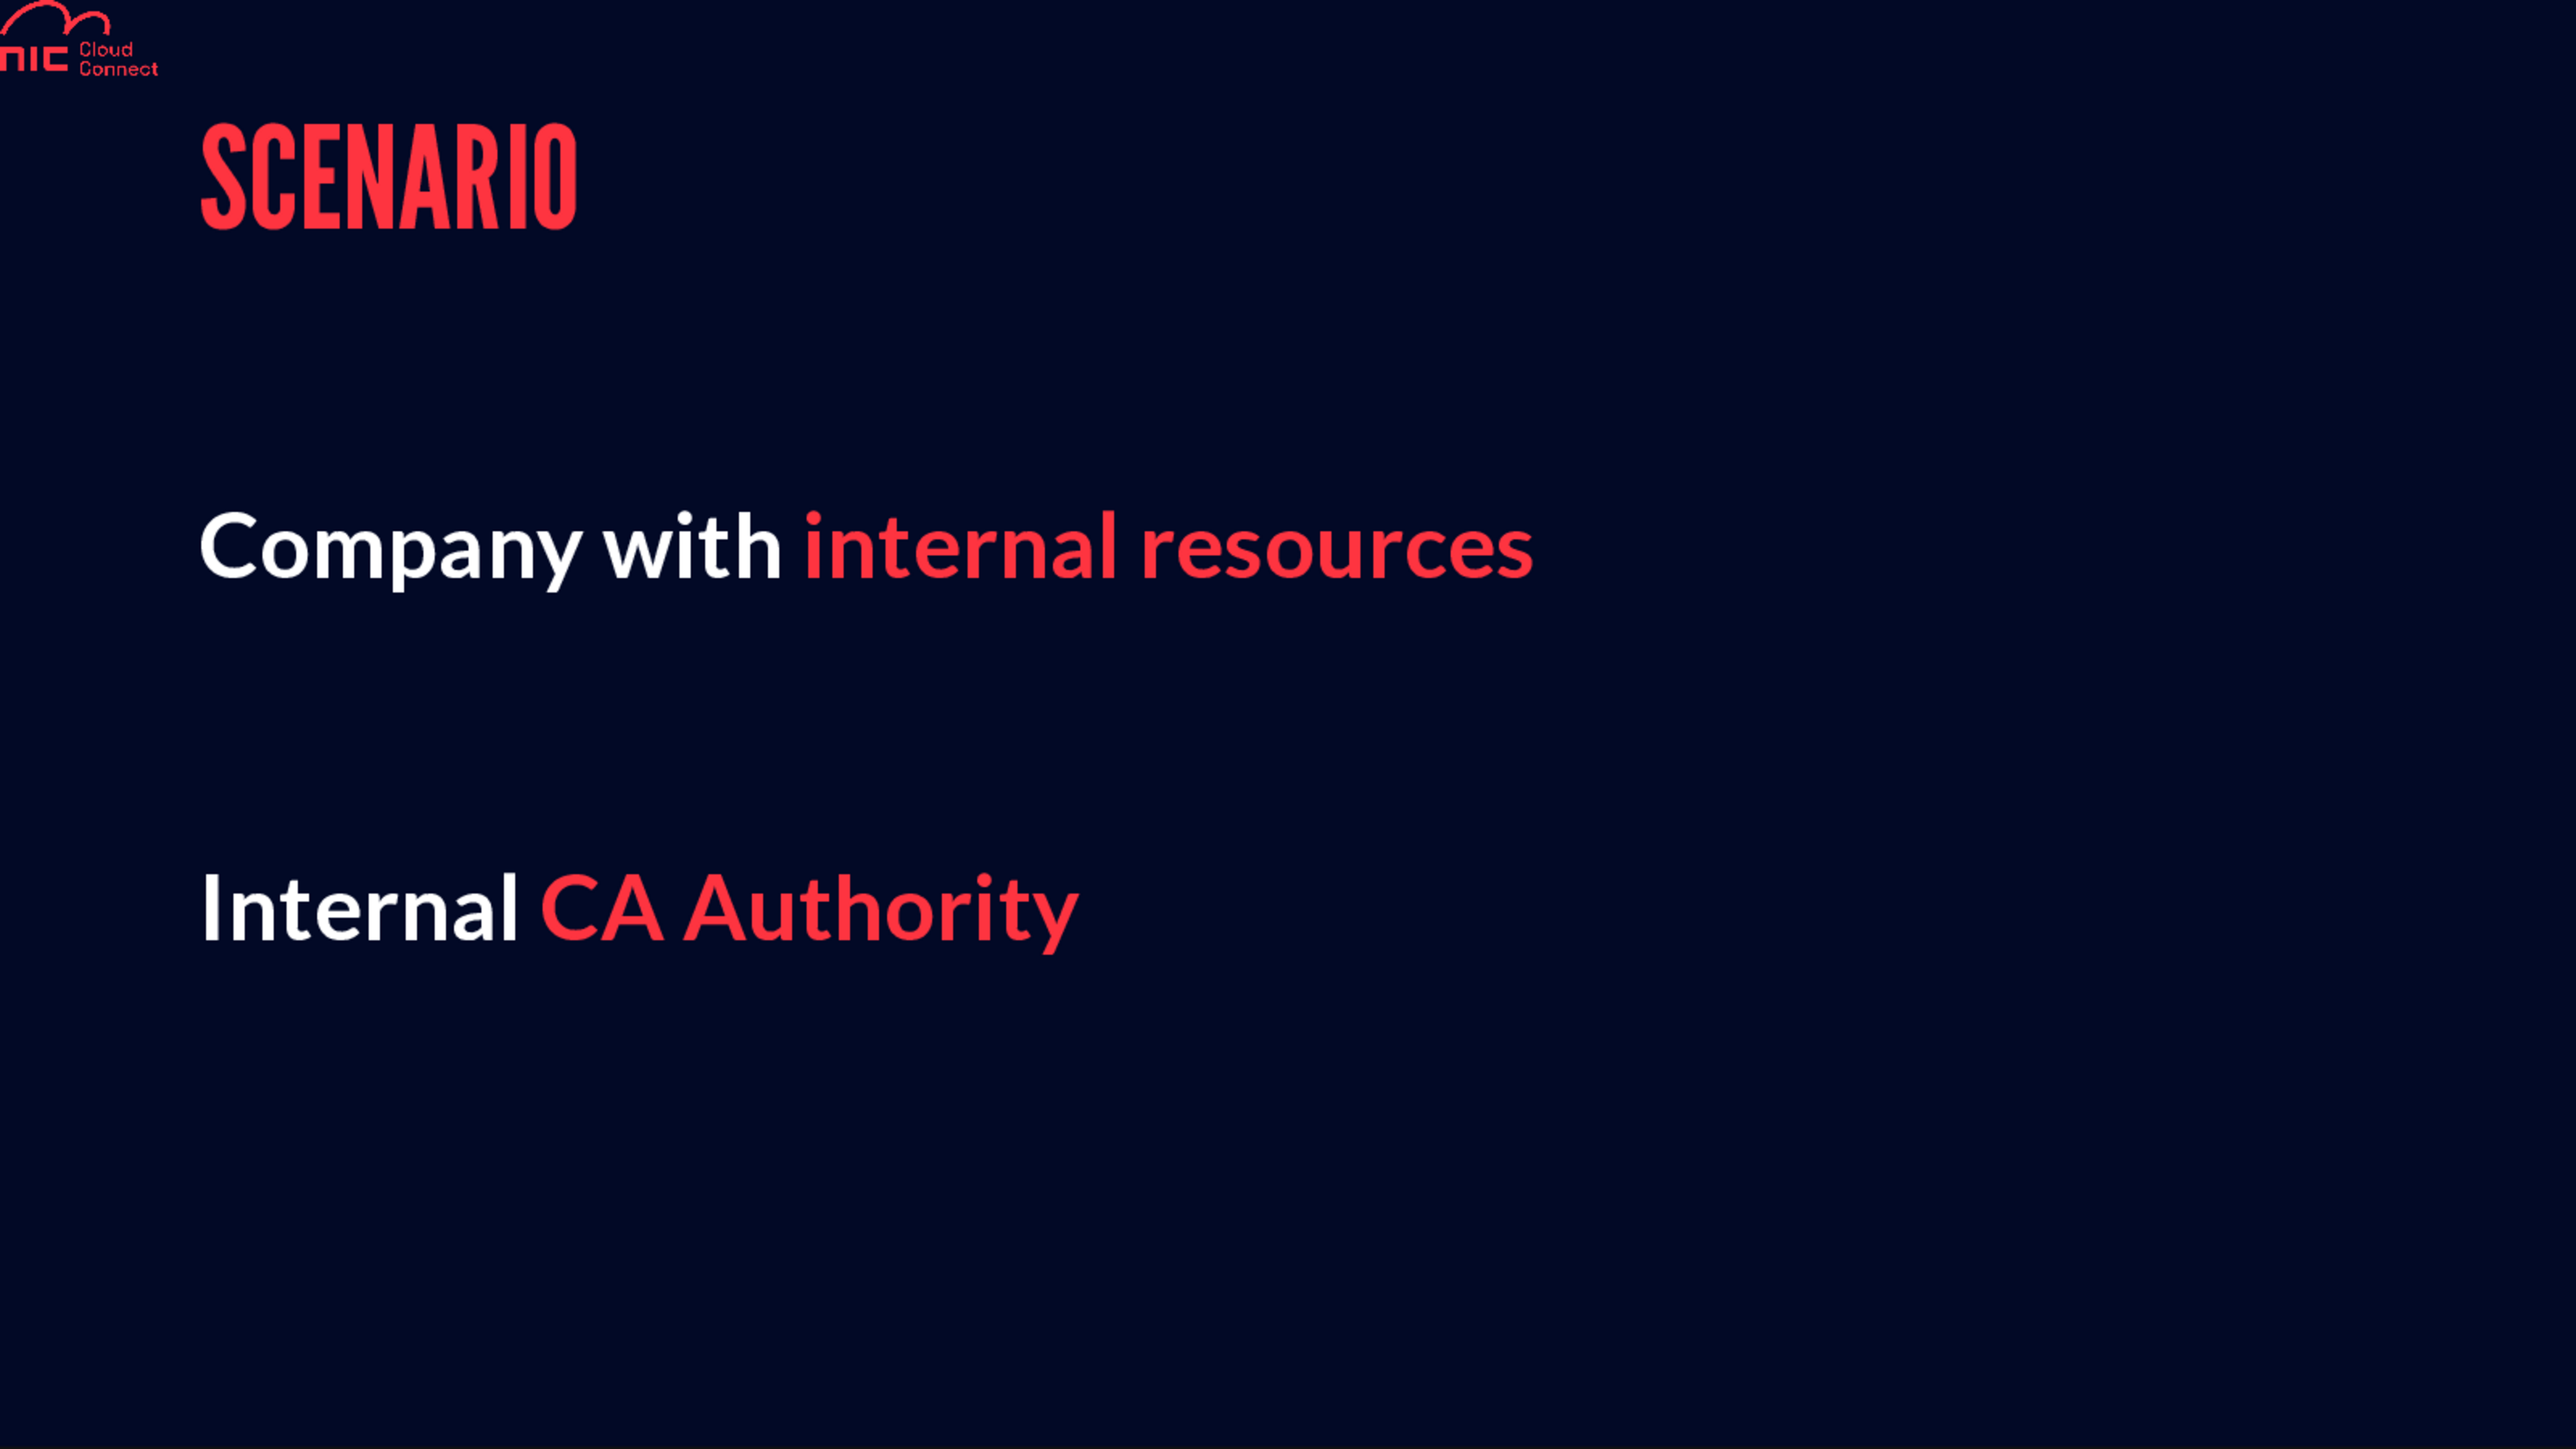 nic Cloud
Connect
SCENARIO
Company with internal resources
Internal CA Authority